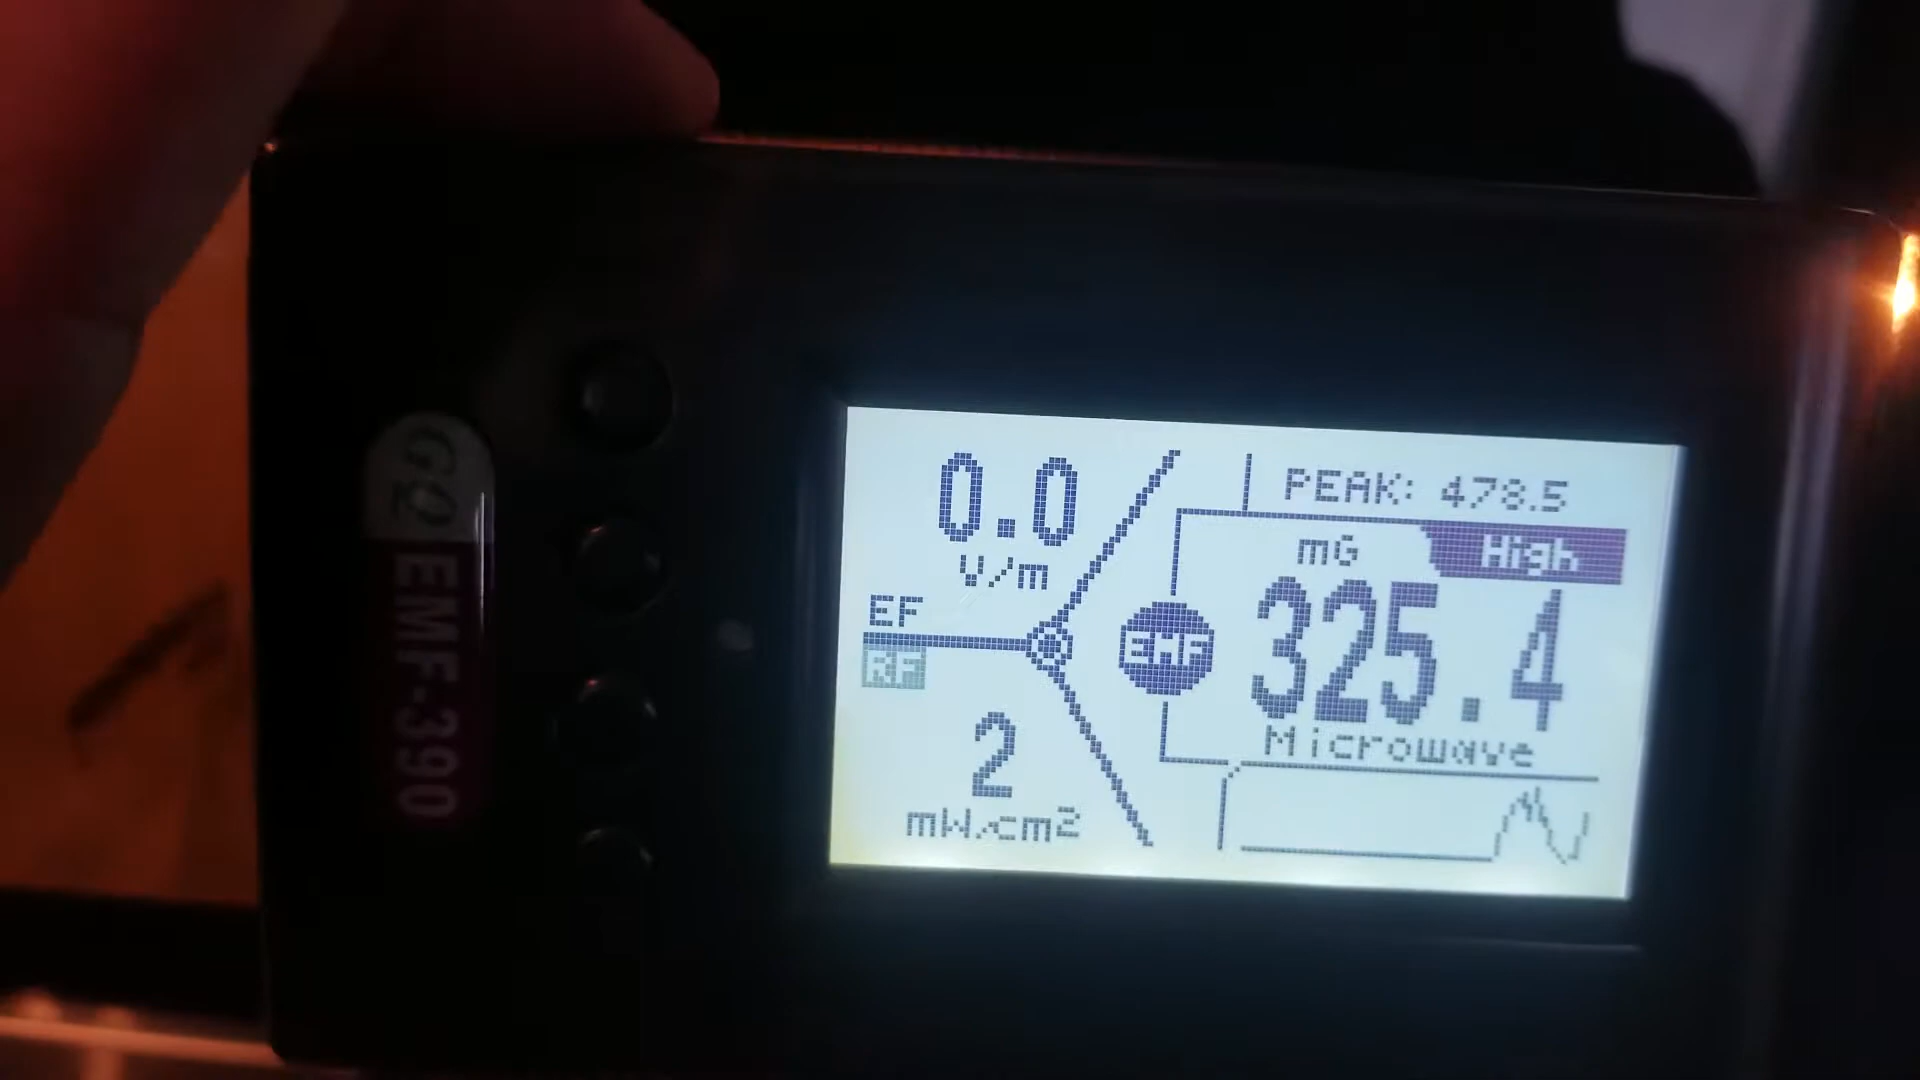 GQ EMF-390
0.0
V/m
EF
RF
2
mW/cm²
PEAK: 478.5
mG
High
EMF
325.4
Microwave